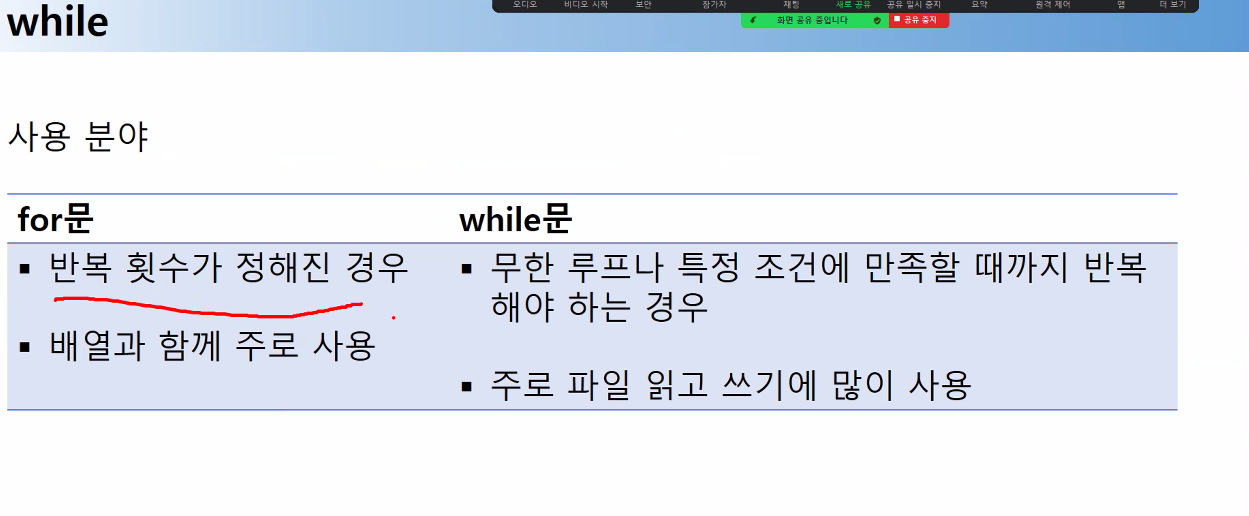 while
오디오 비디오 시작 보안 참가자 채팅 새로 공유 공유 일시 중지 요약 원격 제어 앱 더 보기
화면 공유 중입니다 공유 중지
사용 분야
for문 while문
▪ 반복 횟수가 정해진 경우
▪ 배열과 함께 주로 사용
▪ 무한 루프나 특정 조건에 만족할 때까지 반복
해야 하는 경우
▪ 주로 파일 읽고 쓰기에 많이 사용